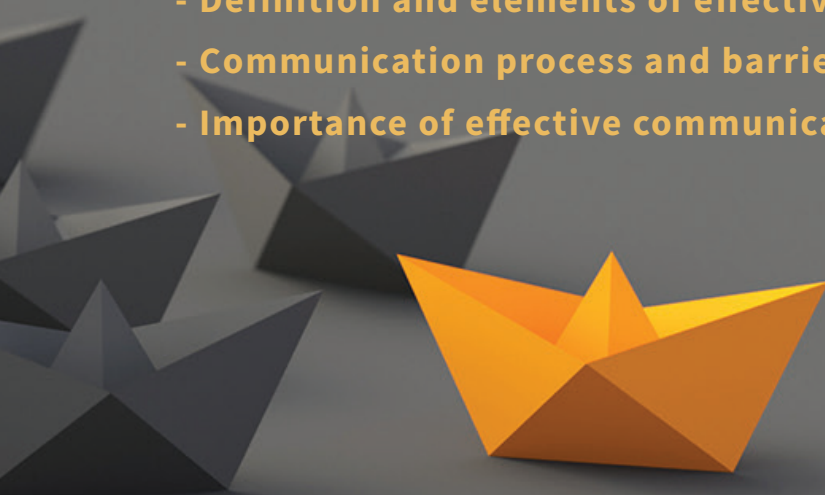 - Definition and elements of
- Communication process and
- Importance of effective